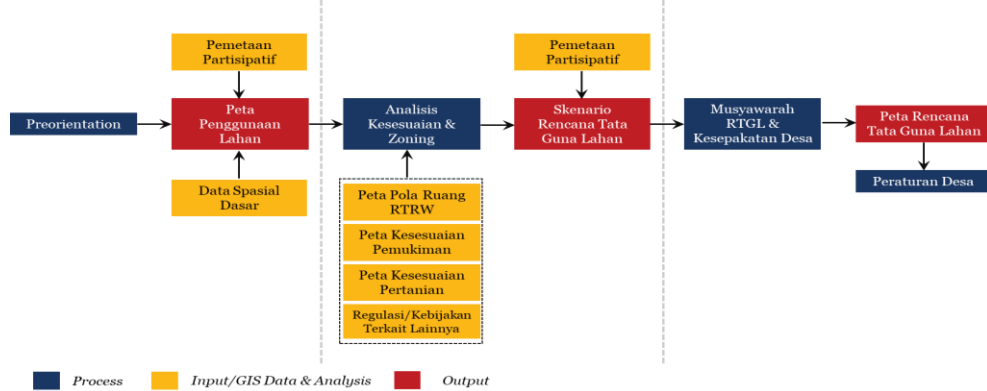 Pemetaan
Partisipatif
Pemetaan
Partisipatif
Preorientation
Peta
Penggunaan
Lahan
Analisis
Kesesuaian &
Zoning
Skenario
Rencana Tata
Guna Lahan
Musyawarah
RTGL &
Kesepakatan Desa
Peta Rencana
Tata Guna Lahan
Data Spasial
Dasar
Peraturan Desa
Peta Pola Ruang
RTRW
Peta Kesesuaian
Pemukiman
Peta Kesesuaian
Pertanian
Regulasi/Kebijakan
Terkait Lainnya
Process
Input/GIS Data & Analysis
Output